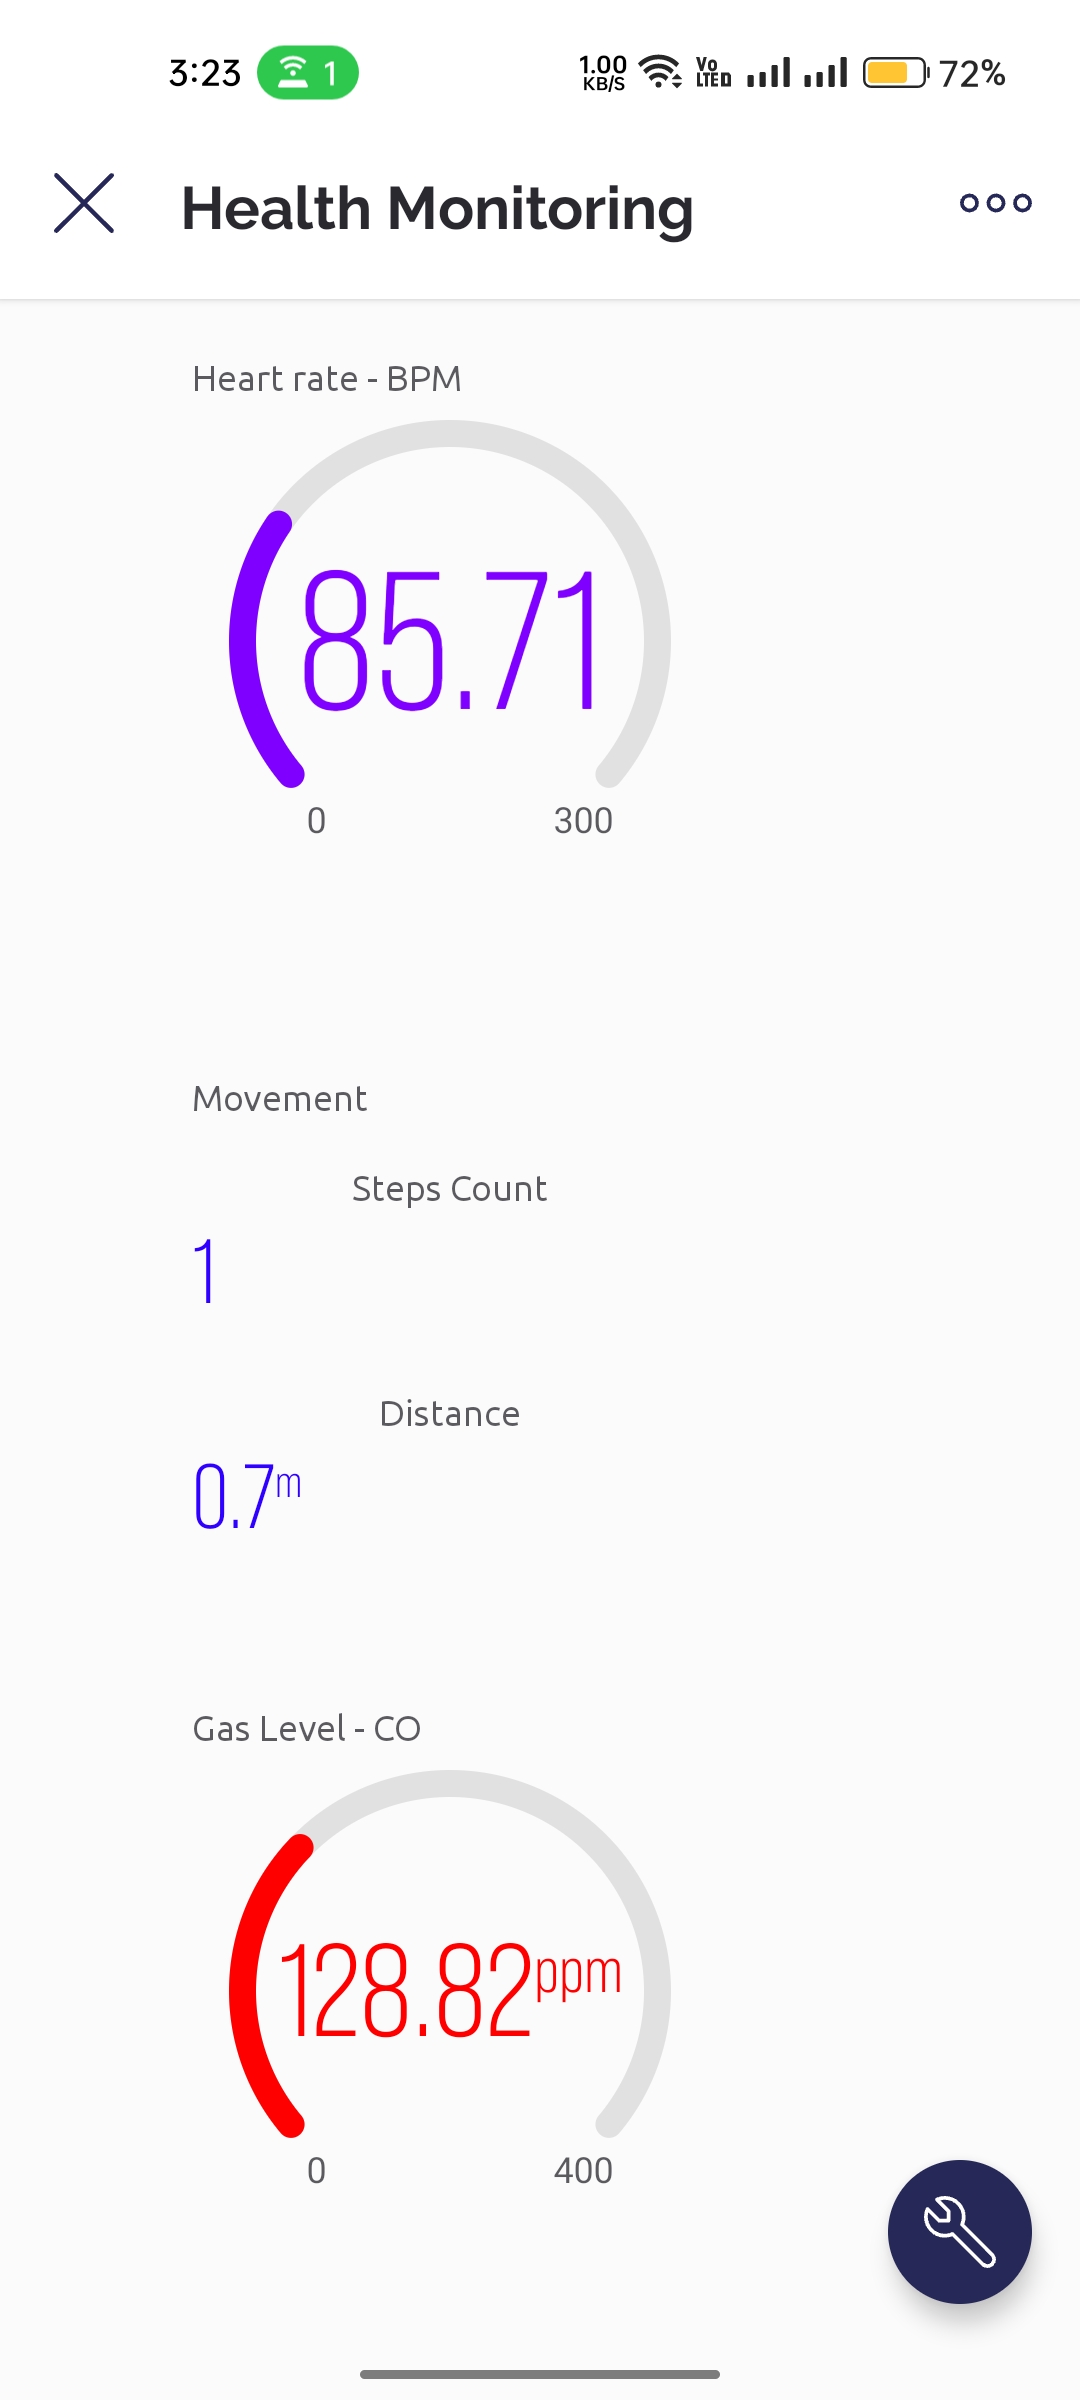 3:23 1 1.00 KB/S Vo LTED 72%
Health Monitoring
Heart rate - BPM
85.71
0 300
Movement
Steps Count
1
Distance
0.7m
Gas Level - CO
128.82ppm
0 400